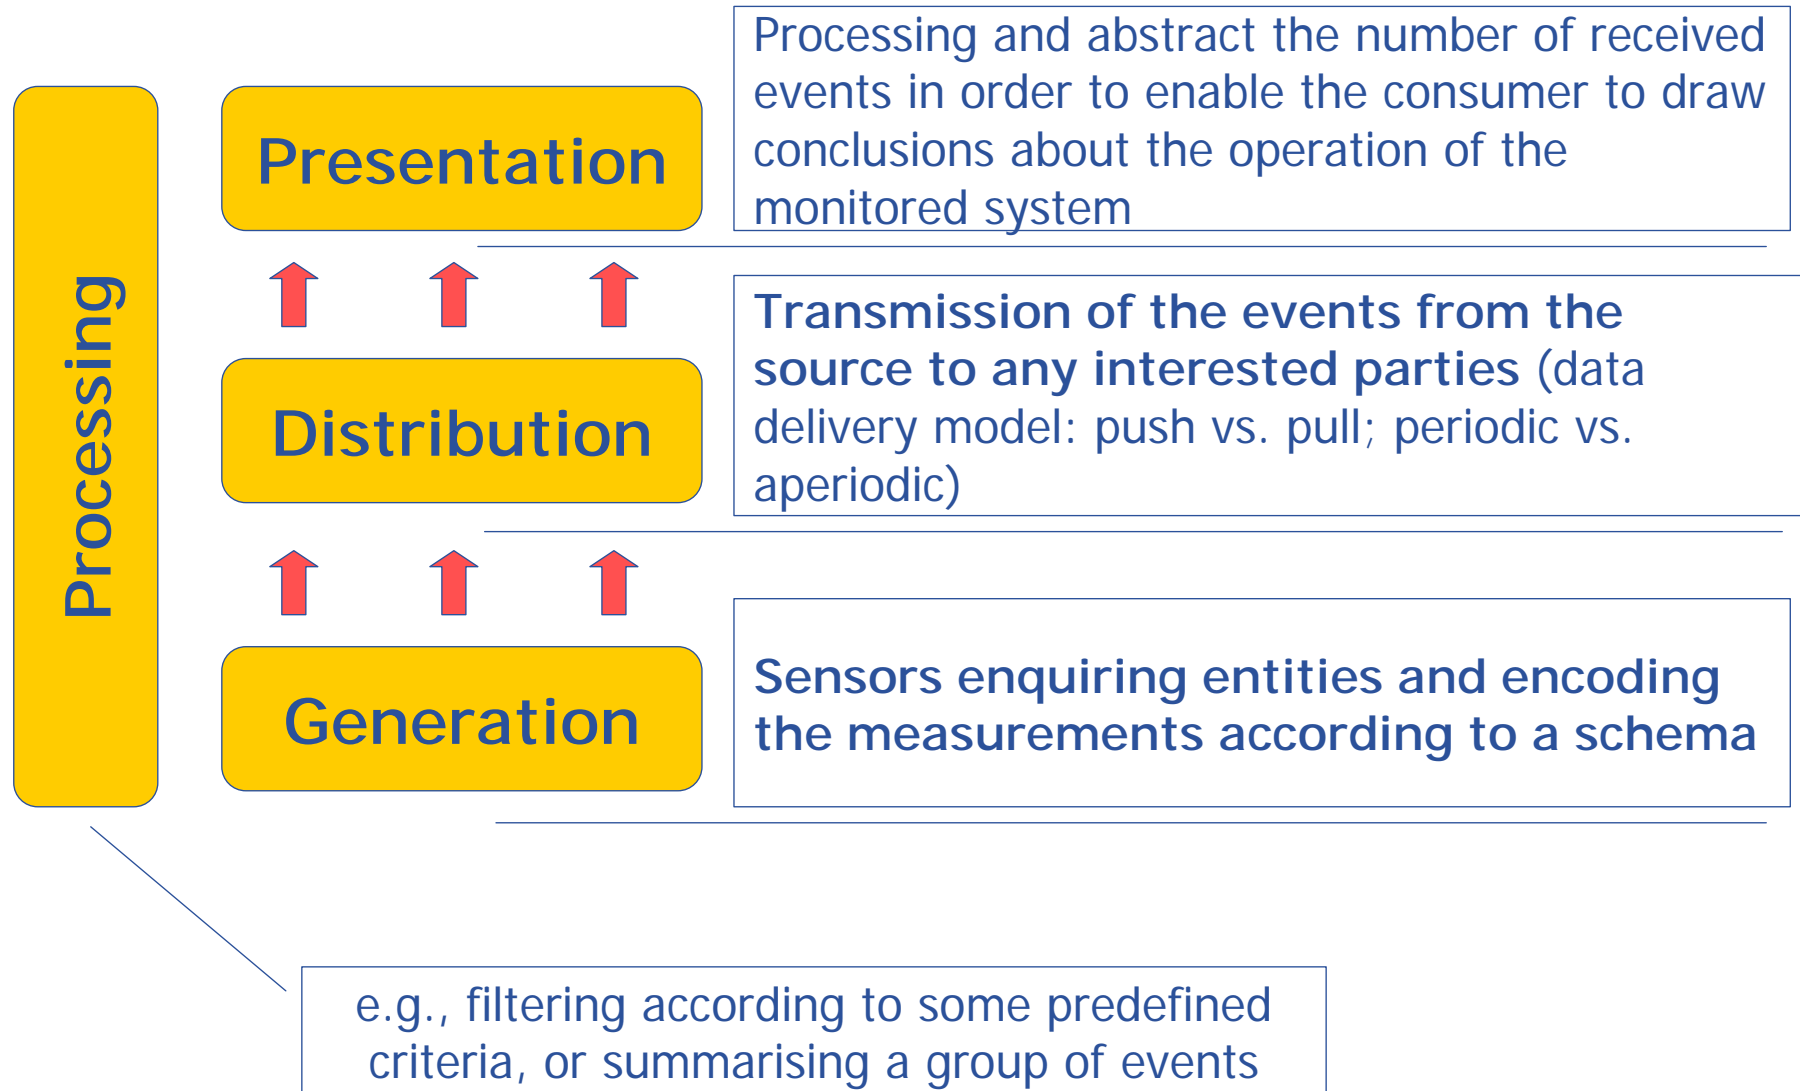 Processing
Presentation
Processing and abstract the number of received
events in order to enable the consumer to draw
conclusions about the operation of the
monitored system
Distribution
Transmission of the events from the
source to any interested parties (data
delivery model: push vs. pull; periodic vs.
aperiodic)
Generation
Sensors enquiring entities and encoding
the measurements according to a schema
e.g., filtering according to some predefined
criteria, or summarising a group of events